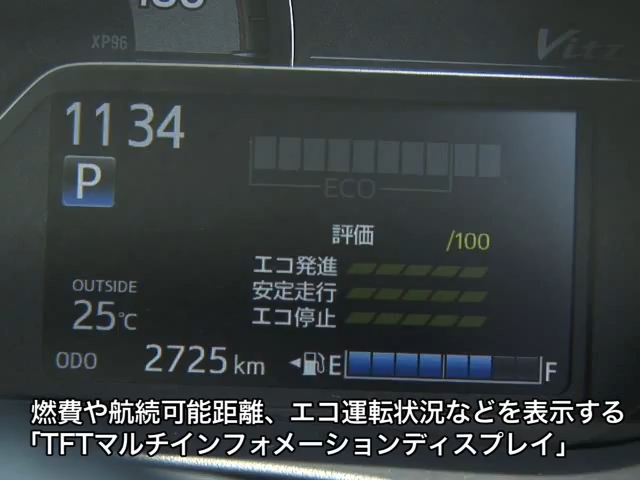 XP96
Vitz
11 34
P
ECO
評価 /100
エコ発進
安定走行
エコ停止
OUTSIDE
25℃
ODO 2725 km E F
燃費や航続可能距離、エコ運転状況などを表示する
「TFTマルチインフォメーションディスプレイ」